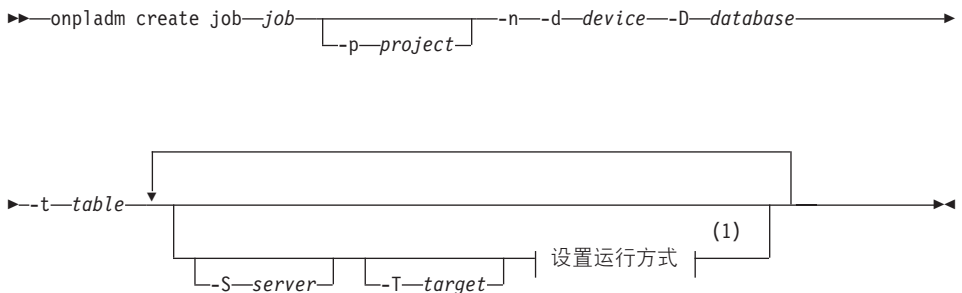 onpladm create job job -n -d device -D database
-p project
-t table
(1)
设置运行方式
-S server -T target